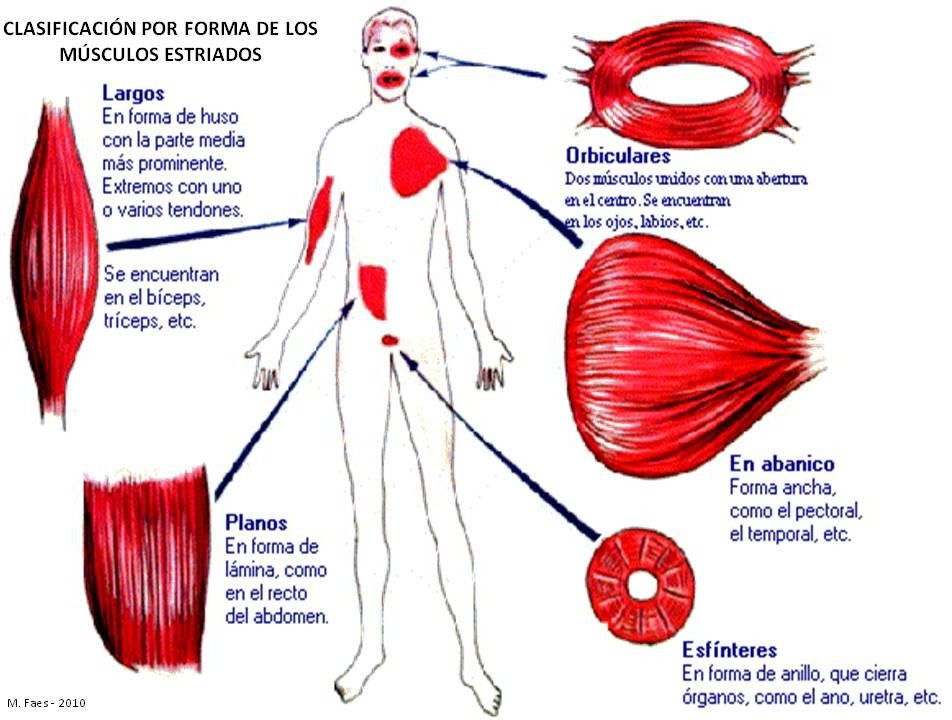 CLASIFICACIÓN POR FORMA DE LOS
MÚSCULOS ESTRIADOS
Largos
En forma de huso
con la parte media
más prominente.
Extremos con uno
o varios tendones.
Se encuentran
en el bíceps,
tríceps, etc.
Orbiculares
Dos músculos unidos con una abertura
en el centro. Se encuentran
en los ojos, labios, etc.
En abanico
Forma ancha,
como el pectoral,
el temporal, etc.
Planos
En forma de
lámina, como
en el recto
del abdomen.
Esfínteres
En forma de anillo, que cierra
órganos, como el ano, uretra, etc.
M. Faes - 2010